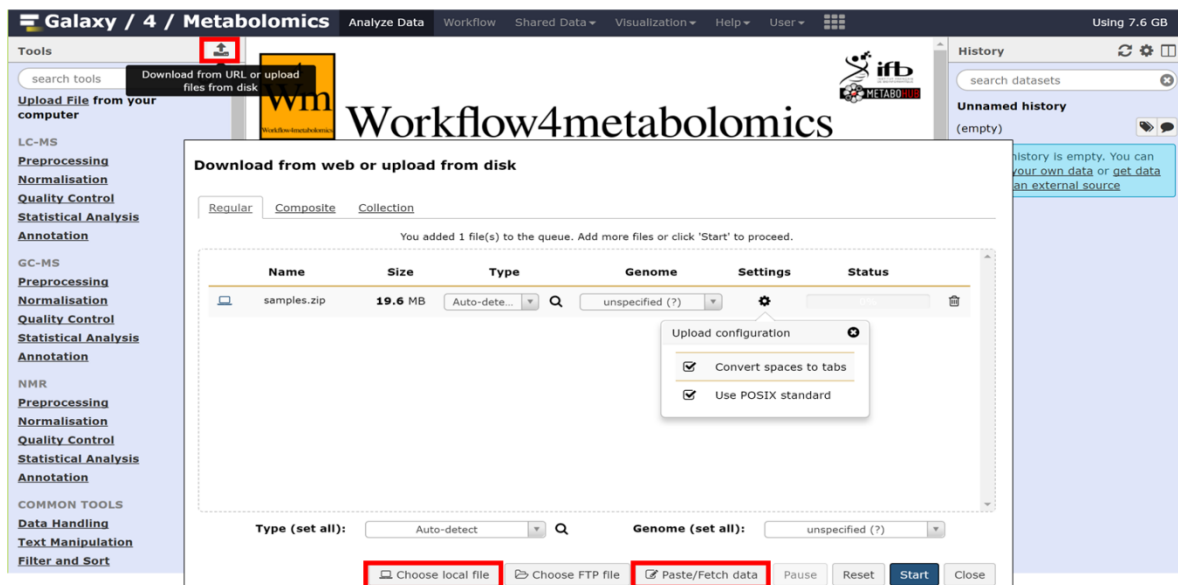 Galaxy / 4 / Metabolomics Analyze Data Workflow Shared Data Visualization Help User Using 7.6 GB
Tools
search tools
Download from URL or upload
files from disk
Upload File from your
computer
LC-MS
Preprocessing
Normalisation
Quality Control
Statistical Analysis
Annotation
GC-MS
Preprocessing
Normalisation
Quality Control
Statistical Analysis
Annotation
NMR
Preprocessing
Normalisation
Quality Control
Statistical Analysis
Annotation
COMMON TOOLS
Data Handling
Text Manipulation
Filter and Sort
Wm
Workflow4metabolomics
Workflow4metabolomics
ifb
METABOHUB
History
search datasets
Unnamed history
(empty)
history is empty. You can
your own data or get data
an external source
Download from web or upload from disk
Regular Composite Collection
You added 1 file(s) to the queue. Add more files or click 'Start' to proceed.
Name Size Type Genome Settings Status
samples.zip 19.6 MB Auto-dete... unspecified (?) 0%
Upload configuration
Convert spaces to tabs
Use POSIX standard
Type (set all): Auto-detect Genome (set all): unspecified (?)
Choose local file Choose FTP file Paste/Fetch data Pause Reset Start Close